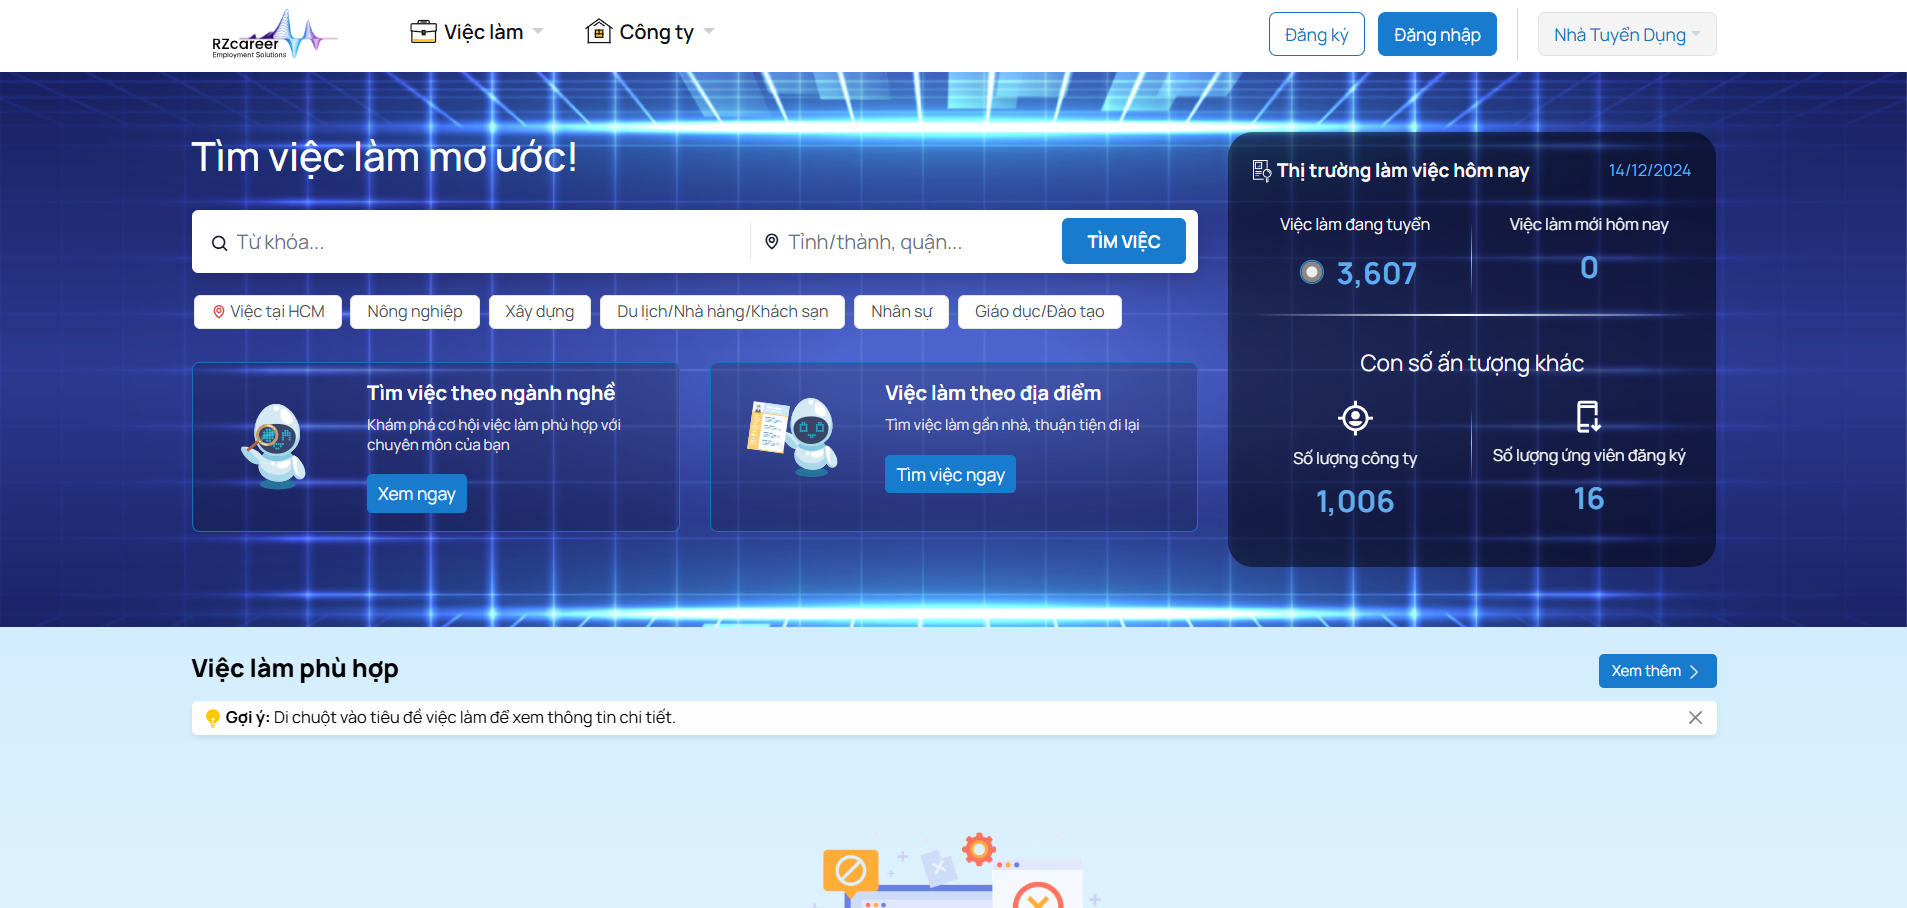 RZcareer
Employment Solutions
Việc làm
Công ty
Đăng ký
Đăng nhập
Nhà Tuyển Dụng
Tìm việc làm mơ ước!
Từ khóa...
Tỉnh/thành, quận...
TÌM VIỆC
Việc tại HCM
Nông nghiệp
Xây dựng
Du lịch/Nhà hàng/Khách sạn
Nhân sự
Giáo dục/Đào tạo
Tìm việc theo ngành nghề
Khám phá cơ hội việc làm phù hợp với
chuyên môn của bạn
Xem ngay
Việc làm theo địa điểm
Tìm việc làm gần nhà, thuận tiện đi lại
Tìm việc ngay
Thị trường làm việc hôm nay
14/12/2024
Việc làm đang tuyển
3,607
Việc làm mới hôm nay
0
Con số ấn tượng khác
Số lượng công ty
1,006
Số lượng ứng viên đăng ký
16
Việc làm phù hợp
Xem thêm
Gợi ý: Di chuột vào tiêu đề việc làm để xem thông tin chi tiết.